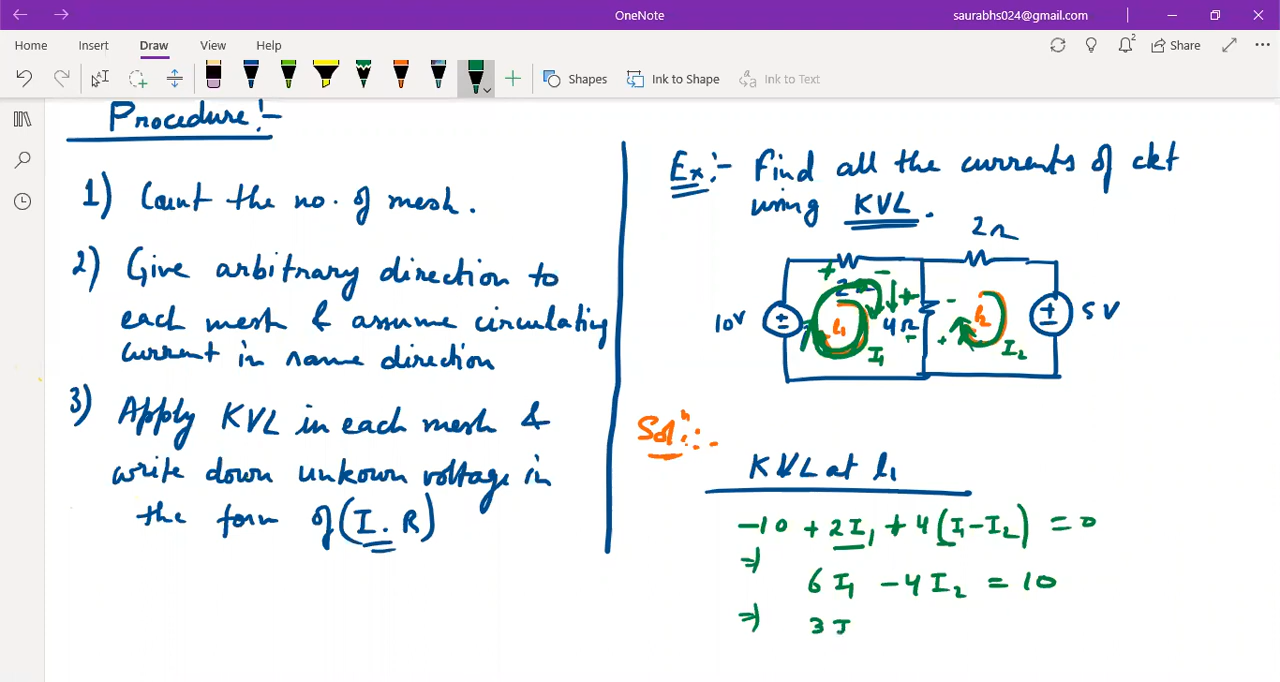 OneNote
saurabhs024@gmail.com
Home Insert Draw View Help
Share
Shapes Ink to Shape Ink to Text
Procedure:-
1) Count the no. of mesh.
2) Give arbitrary direction to
each mesh & assume circulating
current in same direction
3) Apply KVL in each mesh &
write down unkown voltage in
the form of (I.R)
Ex:- Find all the currents of ckt
using KVL.
2Ω
+ -
2Ω
10V
±
l1
I1
+
4Ω
-
-
+
l2
I2
±
5V
Solⁿ:-
KVL at l1
-10 + 2I1 + 4(I1-I2) = 0
⇒
6I1 - 4I2 = 10
⇒ 3I